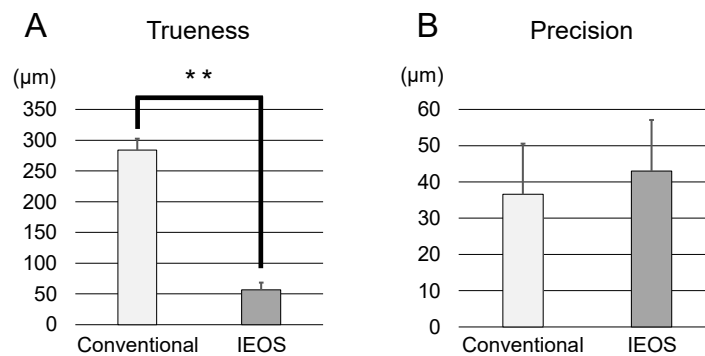 A
Trueness
(μm)
**
350
300
250
200
150
100
50
0
Conventional
IEOS
B
Precision
(μm)
60
50
40
30
20
10
0
Conventional
IEOS